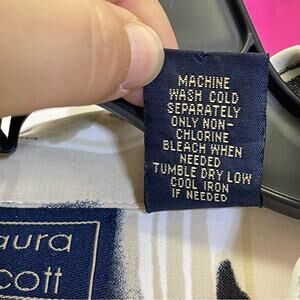 MACHINE
WASH COLD
SEPARATELY
ONLY NON-
CHLORINE
BLEACH WHEN
NEEDED
TUMBLE DRY LOW
COOL IRON
IF NEEDED
aura
cott